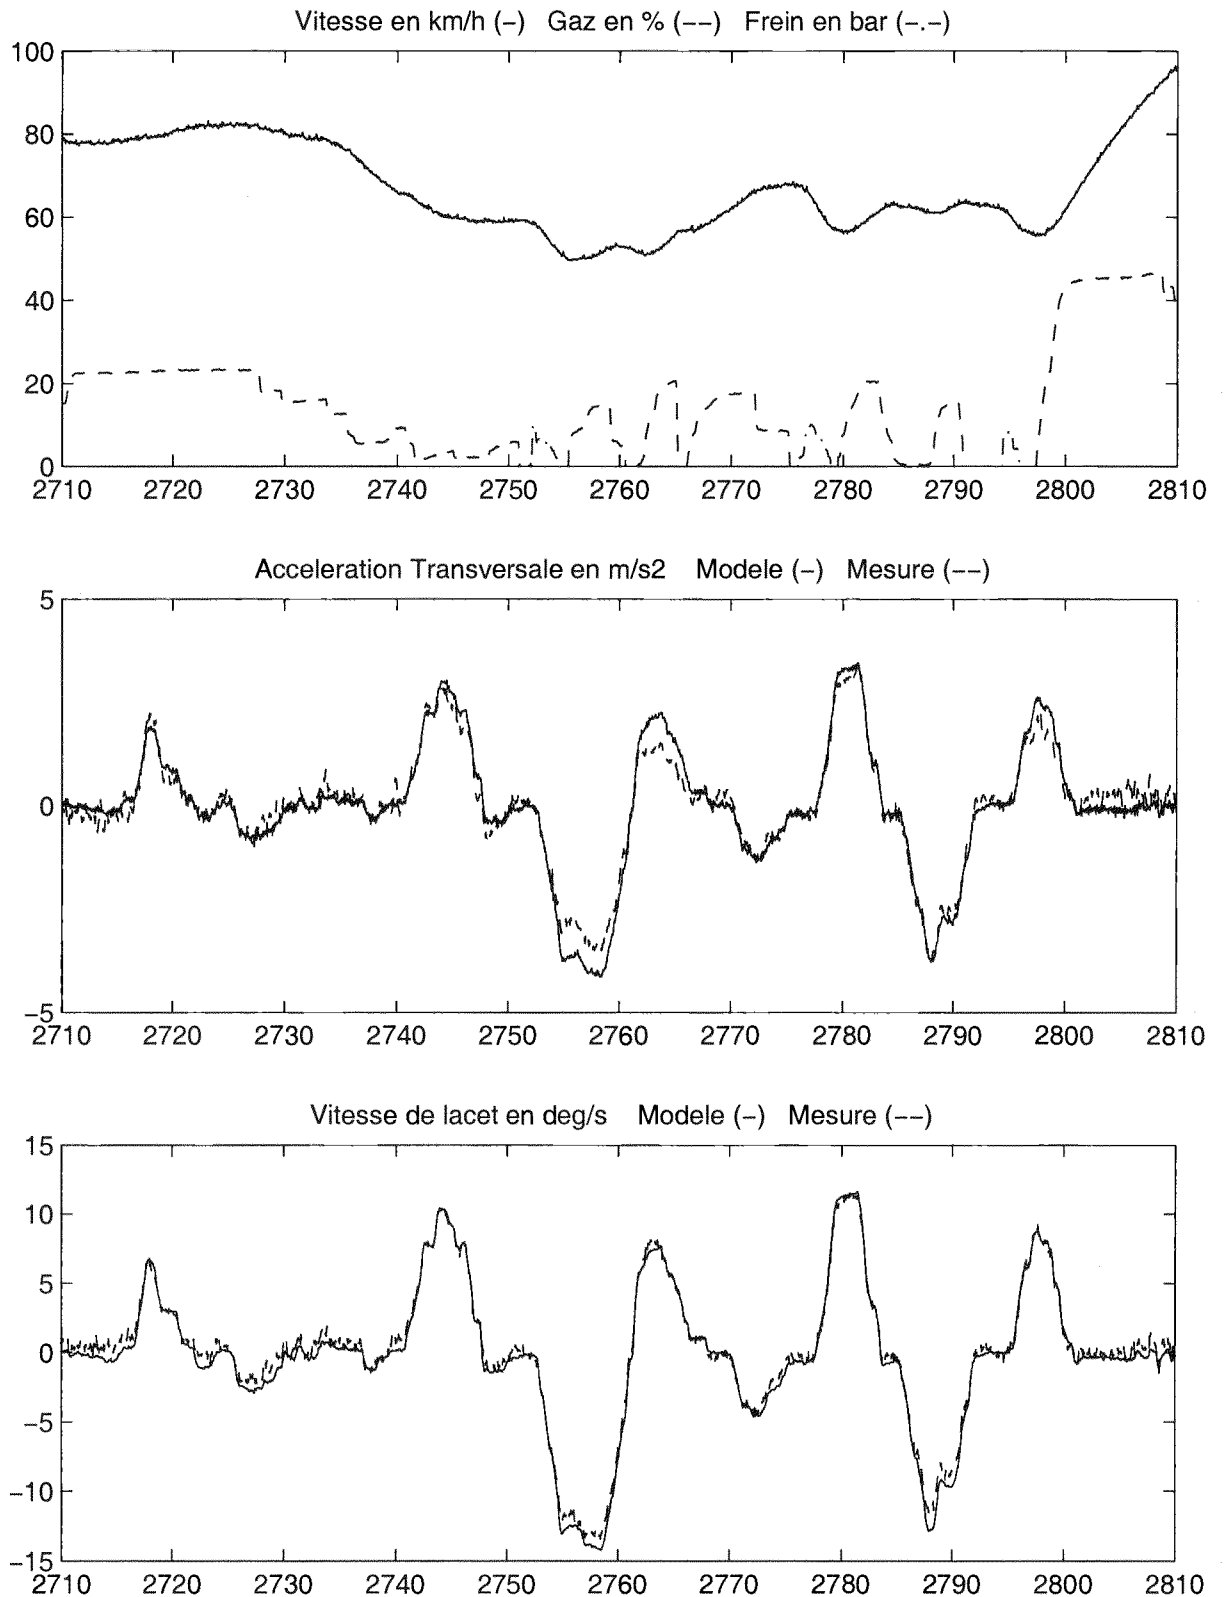 Vitesse en km/h (−) Gaz en % (−−) Frein en bar (−.−)
100
80
60
40
20
0
2710 2720 2730 2740 2750 2760 2770 2780 2790 2800 2810
Acceleration Transversale en m/s2 Modele (−) Mesure (−−)
5
0
−5
2710 2720 2730 2740 2750 2760 2770 2780 2790 2800 2810
Vitesse de lacet en deg/s Modele (−) Mesure (−−)
15
10
5
0
−5
−10
−15
2710 2720 2730 2740 2750 2760 2770 2780 2790 2800 2810